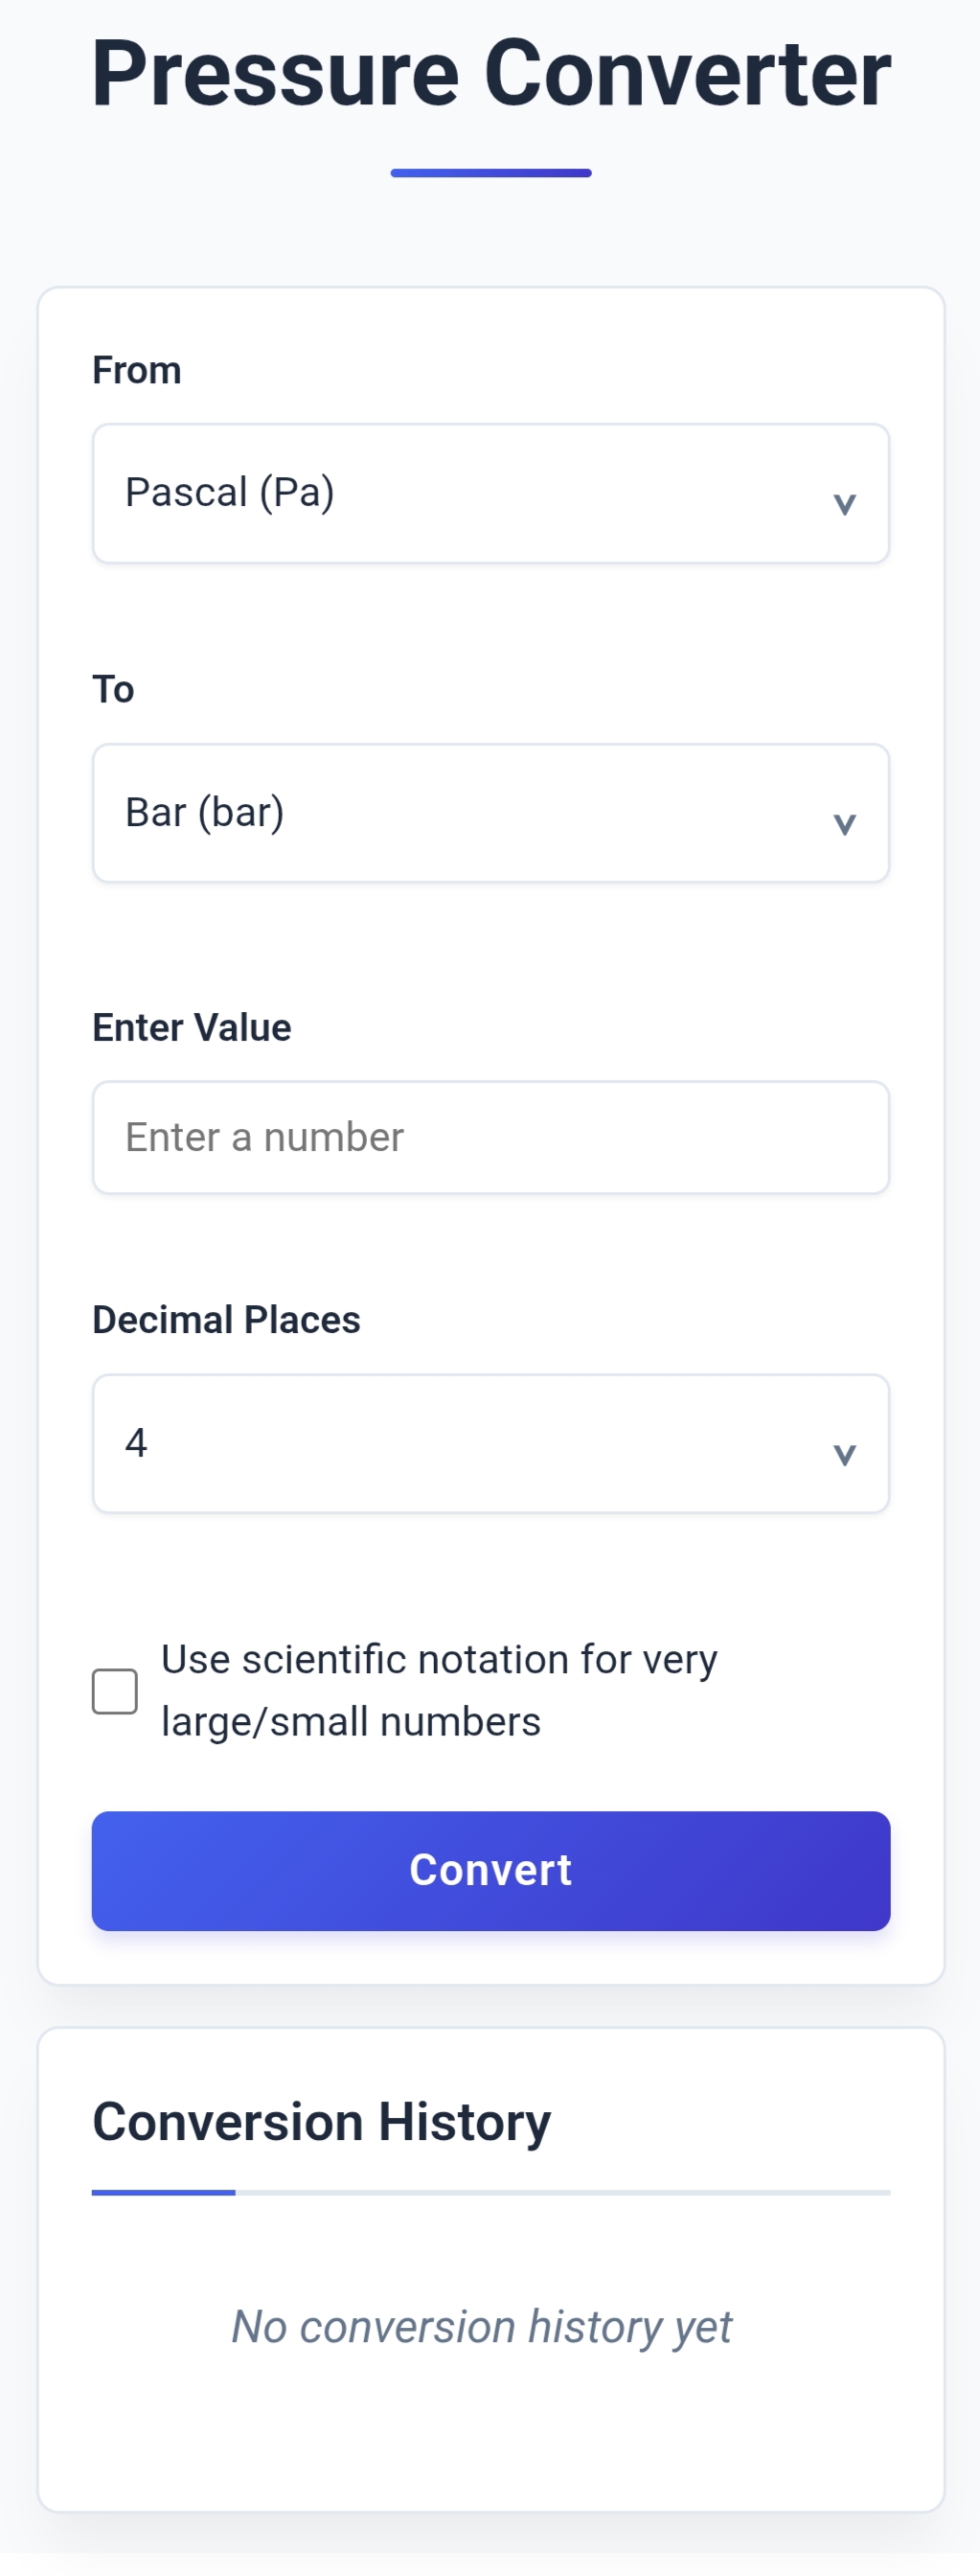 Pressure Converter
From
Pascal (Pa)
To
Bar (bar)
Enter Value
Enter a number
Decimal Places
4
Use scientific notation for very
large/small numbers
Convert
Conversion History
No conversion history yet